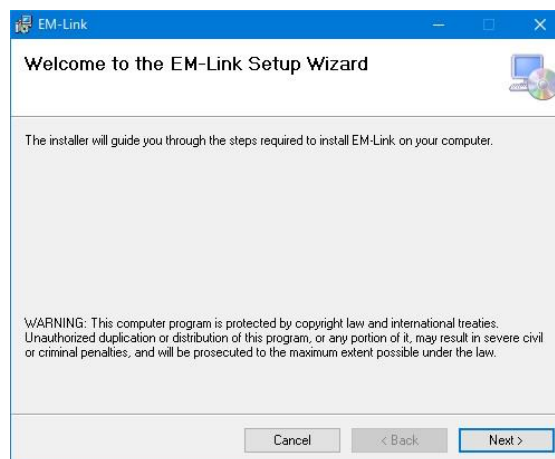 EM-Link
Welcome to the EM-Link Setup Wizard
The installer will guide you through the steps required to install EM-Link on your computer.
WARNING: This computer program is protected by copyright law and international treaties.
Unauthorized duplication or distribution of this program, or any portion of it, may result in severe civil
or criminal penalties, and will be prosecuted to the maximum extent possible under the law.
Cancel
< Back
Next >